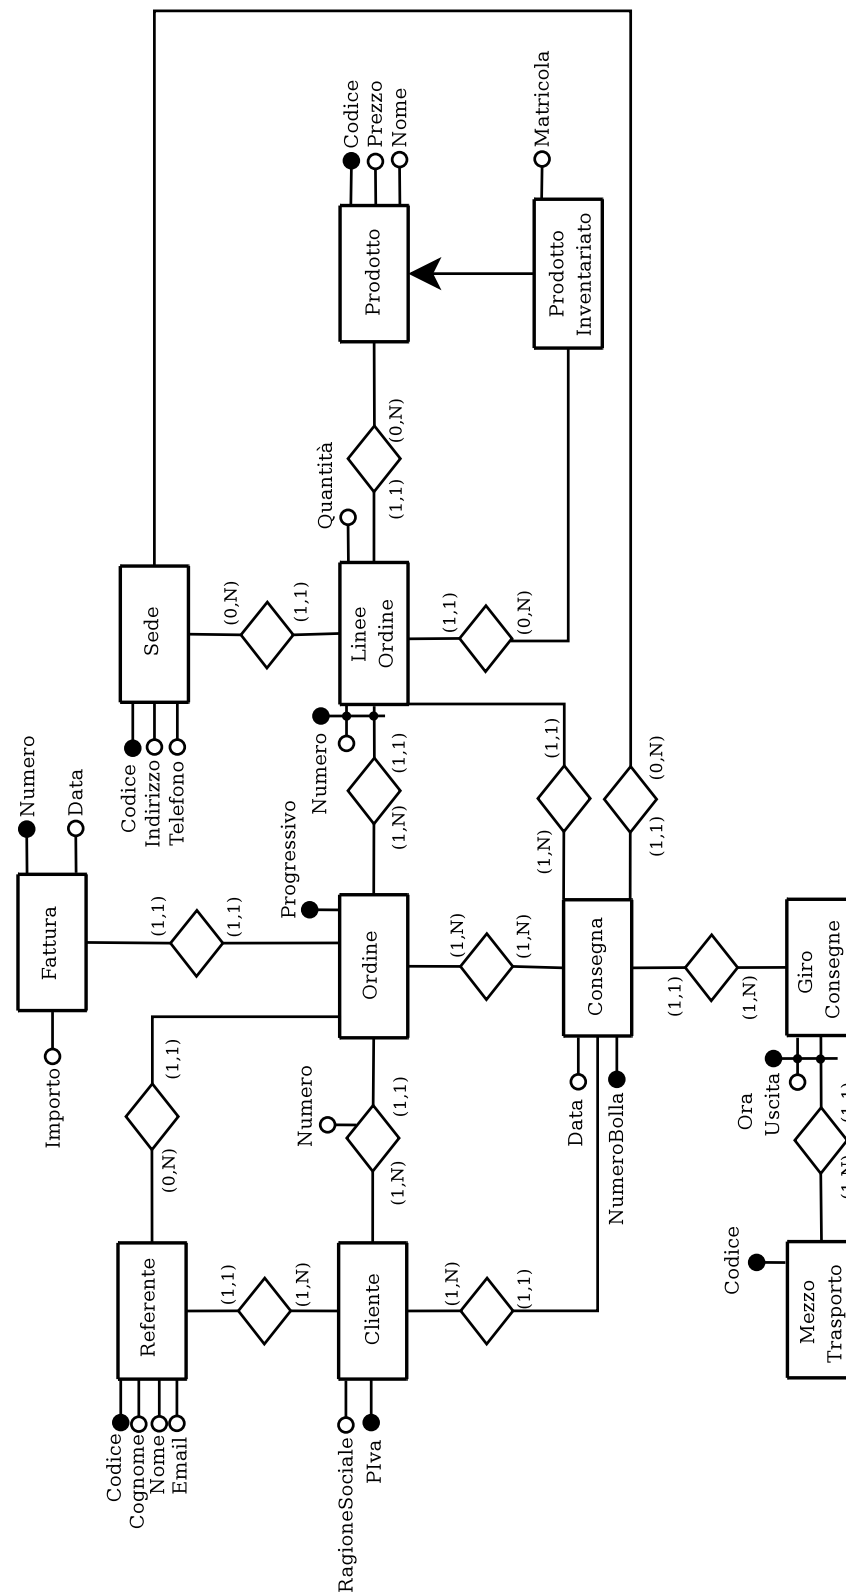 Codice
Cognome
Nome
Email
Referente
(0,N)
(1,1)
Importo
Fattura
Numero
Data
(1,1)
(1,1)
Codice
Indirizzo
Telefono
Sede
(0,N)
(1,1)
(1,1)
(1,N)
RagioneSociale
PIva
Cliente
Numero
(1,N)
(1,1)
Progressivo
Ordine
(1,N)
(1,1)
Numero
Linee
Ordine
Quantità
(1,1)
(0,N)
Prodotto
Codice
Prezzo
Nome
(1,N)
(1,1)
(1,N)
(1,N)
(1,1)
(0,N)
Prodotto
Inventariato
Matricola
Data
NumeroBolla
Consegna
(1,N)
(1,1)
(1,1)
(0,N)
(1,1)
(1,N)
Codice
Mezzo
Trasporto
Ora
Uscita
Giro
Consegne